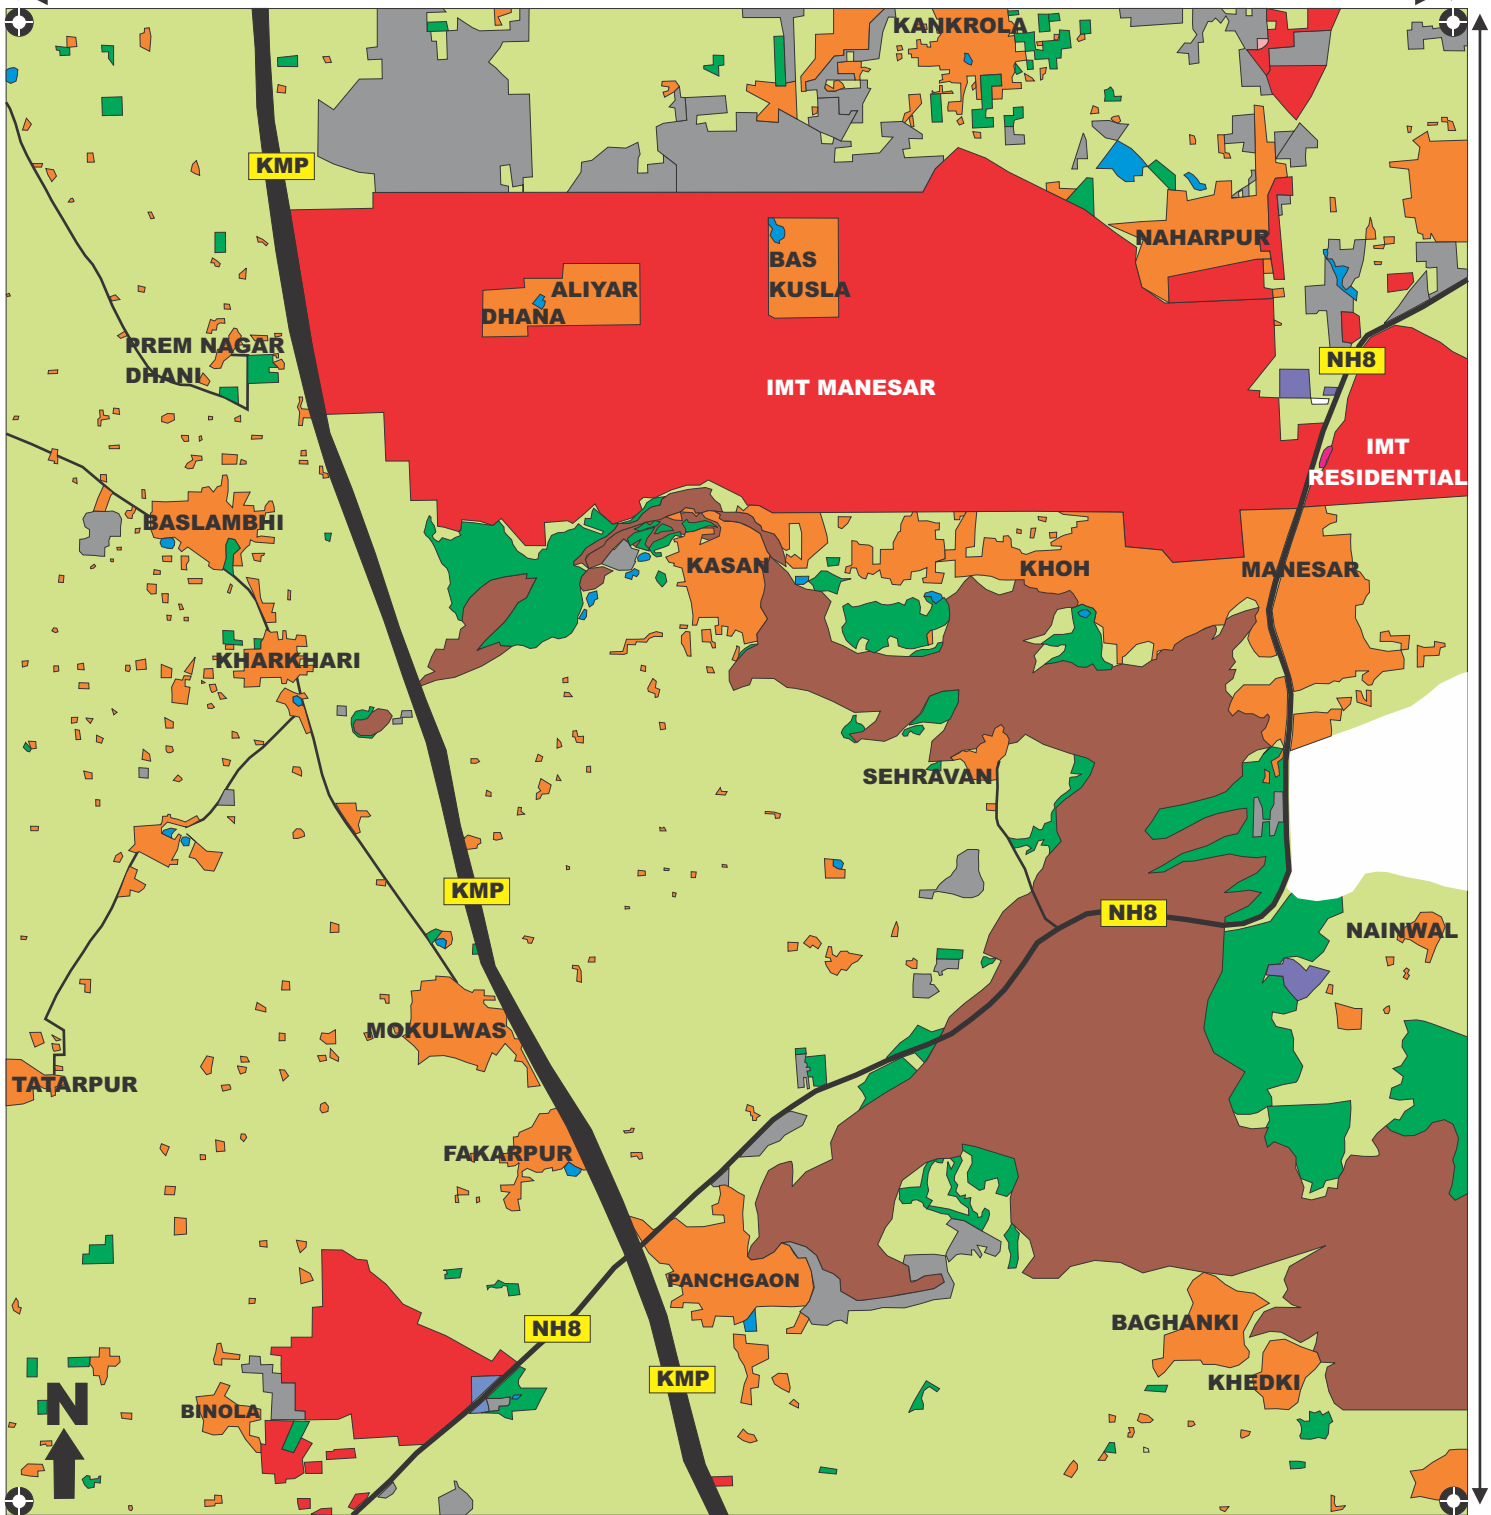 KANKROLA
KMP
NAHARPUR
BAS
KUSLA
ALIYAR
DHANA
PREM NAGAR
DHANI
NH8
IMT MANESAR
IMT
RESIDENTIAL
BASLAMBHI
KASAN
KHOH
MANESAR
KHARKHARI
SEHRAVAN
KMP
NH8
NAINWAL
MOKULWAS
TATARPUR
FAKARPUR
PANCHGAON
NH8
BAGHANKI
KMP
KHEDKI
N
BINOLA